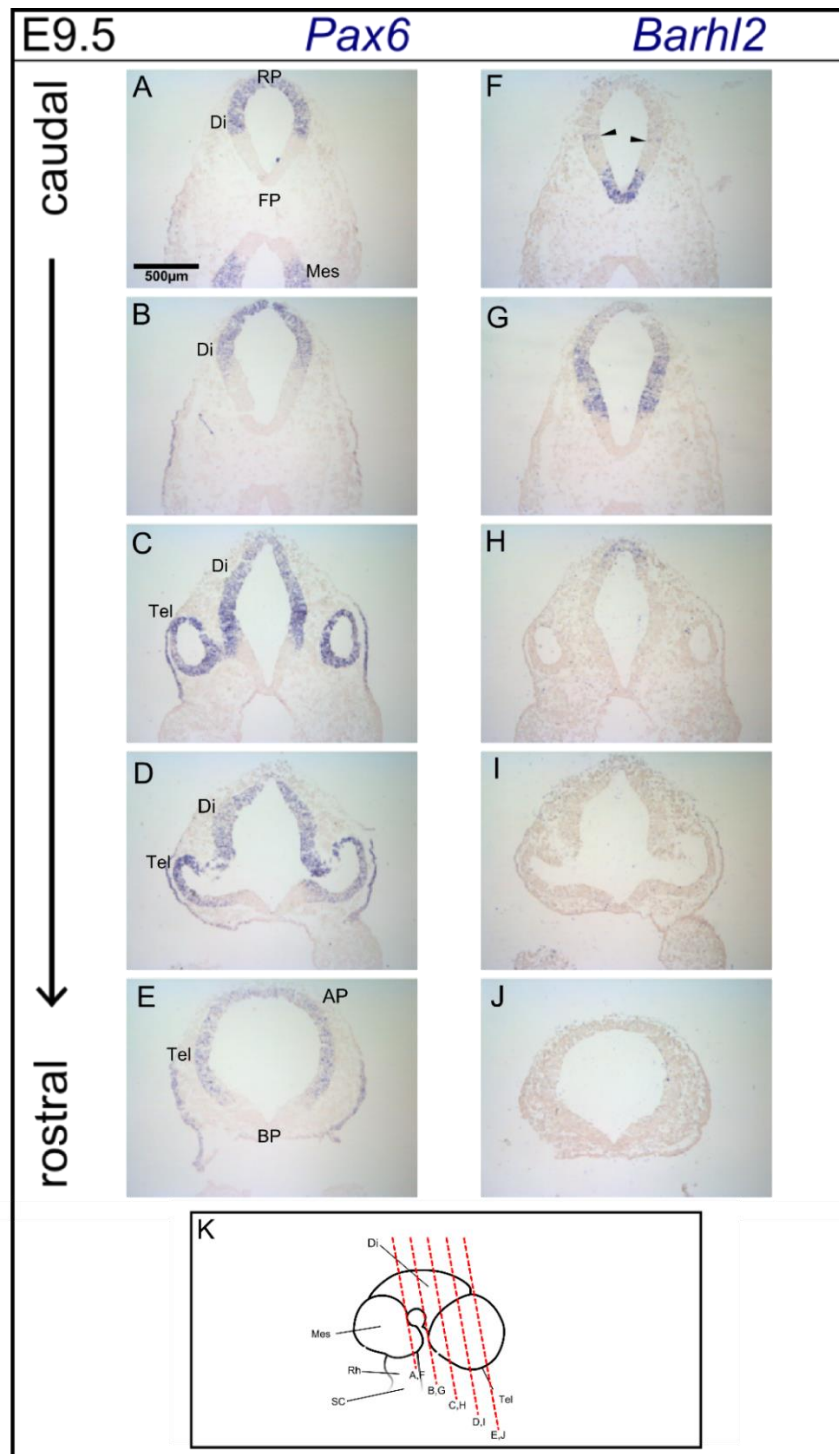 E9.5 Pax6 Barhl2
caudal
rostral
A
RP
Di
FP
500μm
Mes
F
B
Di
G
C
Di
Tel
H
D
Di
Tel
I
E
AP
Tel
BP
J
K
Di
Mes
Rh
SC
A,F
B,G
C,H
D,I
E,J
Tel